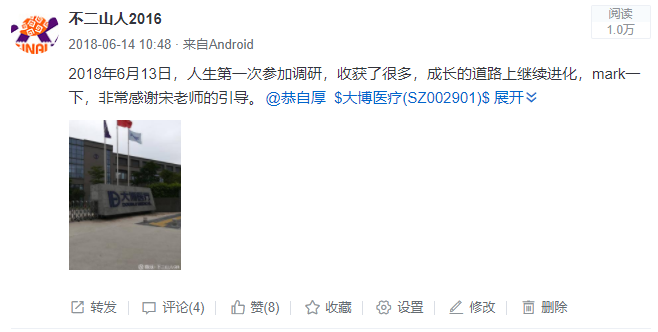 不二山人2016
阅读
1.0万
2018-06-14 10:48 · 来自Android
2018年6月13日，人生第一次参加调研，收获了很多，成长的道路上继续进化，mark一
下，非常感谢宋老师的引导。 @恭自厚 $大博医疗(SZ002901)$ 展开
大博医疗
转发 评论(4) 赞(8) 收藏 设置 修改 删除